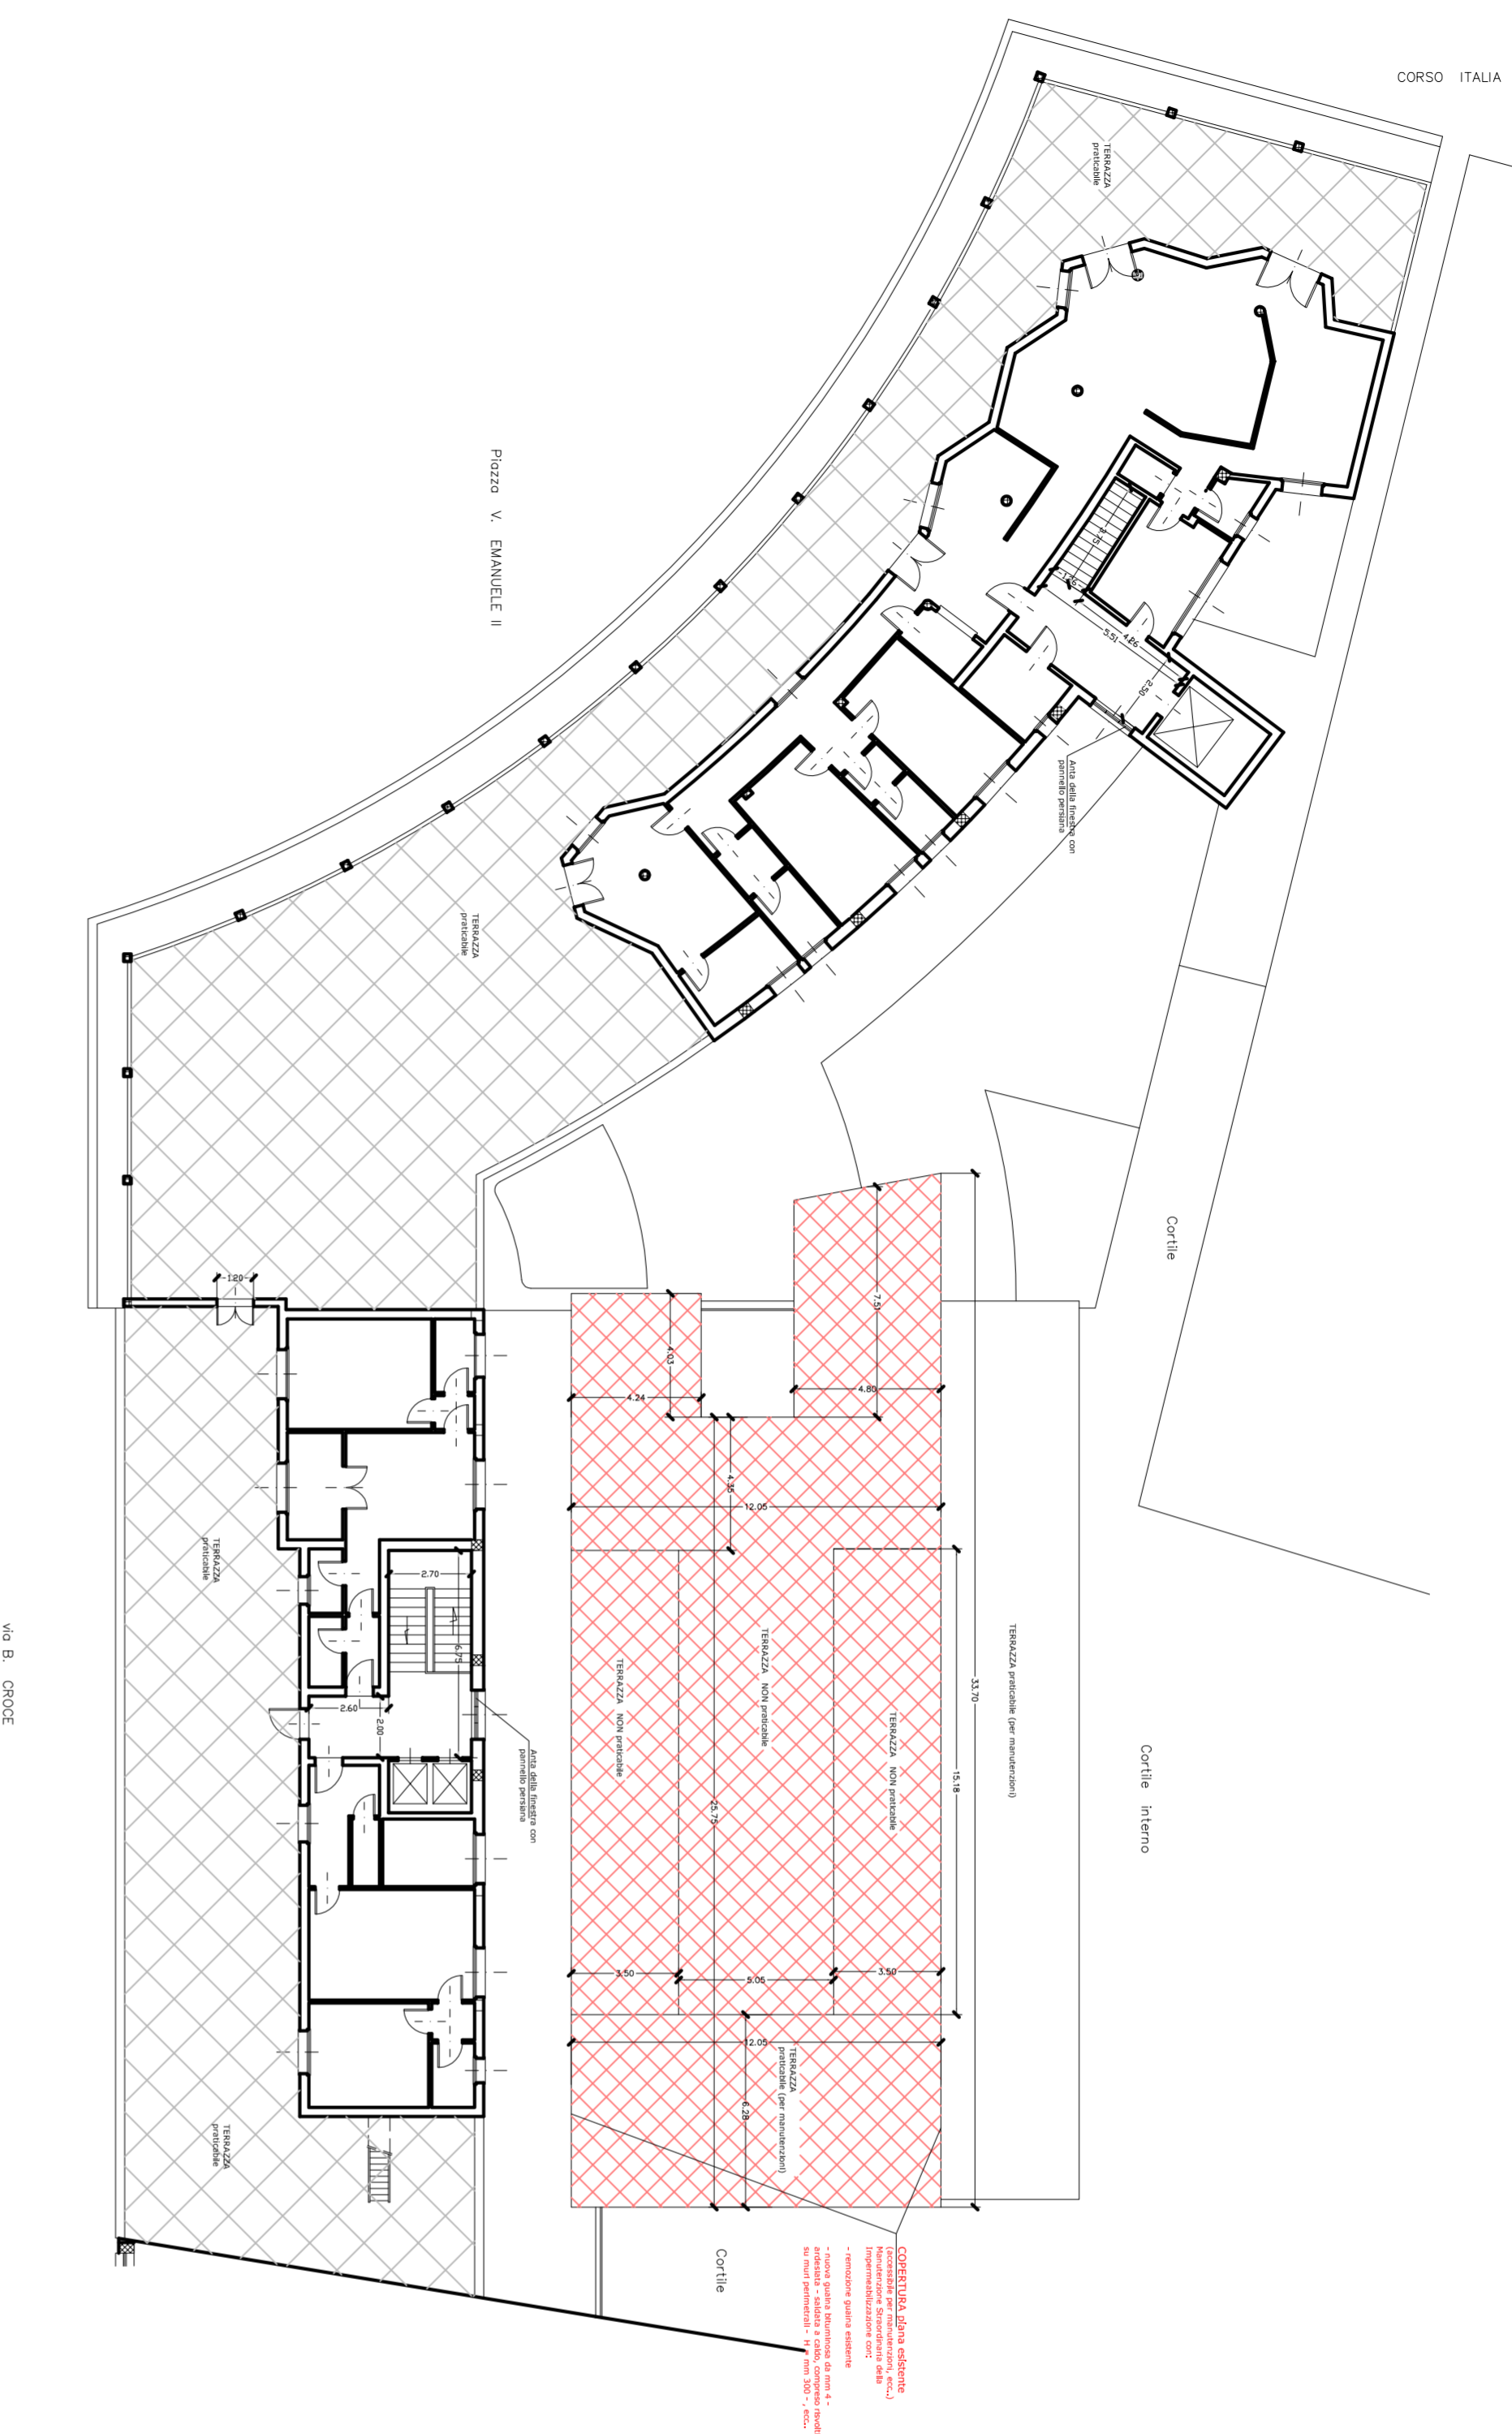 CORSO ITALIA
TERRAZZA
praticabile
Piazza V. EMANUELE II
2.75
1.26
5.51
4.26
2.50
Anta della finestra con
pannello persiana
TERRAZZA
praticabile
Cortile
1.20
7.51
4.03
4.24
4.80
4.35
12.05
TERRAZZA
praticabile
2.70
6.75
2.60
2.00
TERRAZZA NON praticabile
TERRAZZA NON praticabile
TERRAZZA NON praticabile
TERRAZZA praticabile (per manutenzioni)
33.70
15.18
25.75
via B. CROCE
Cortile interno
Anta della finestra con
pannello persiana
3.50
5.05
3.50
12.05
TERRAZZA
praticabile (per manutenzioni)
6.28
TERRAZZA
praticabile
Cortile
COPERTURA piana esistente
(accessibile per manutenzioni, ecc..)
Manutenzione Straordinaria della
Impermeabilizzazione con:
- remozione guaina esistente
- nuova guaina bituminosa da mm 4 -
ardesiata - saldata a caldo, compreso risvolti
su muri perimetrali - H = mm 300 - , ecc..